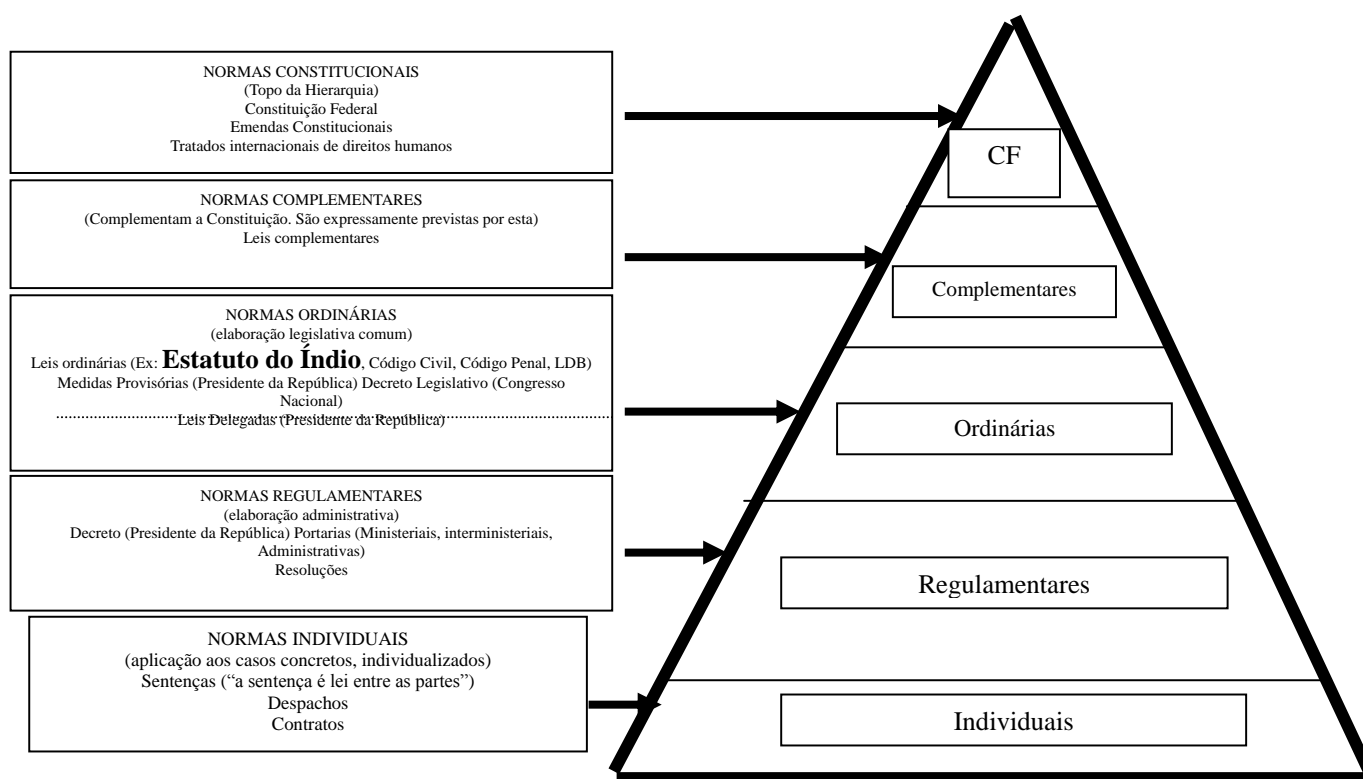 NORMAS CONSTITUCIONAIS
(Topo da Hierarquia)
Constituição Federal
Emendas Constitucionais
Tratados internacionais de direitos humanos
CF
NORMAS COMPLEMENTARES
(Complementam a Constituição. São expressamente previstas por esta)
Leis complementares
Complementares
NORMAS ORDINÁRIAS
(elaboração legislativa comum)
Leis ordinárias (Ex: Estatuto do Índio, Código Civil, Código Penal, LDB)
Medidas Provisórias (Presidente da República) Decreto Legislativo (Congresso
Nacional)
Leis Delegadas (Presidente da República)
Ordinárias
NORMAS REGULAMENTARES
(elaboração administrativa)
Decreto (Presidente da República) Portarias (Ministeriais, interministeriais,
Administrativas)
Resoluções
Regulamentares
NORMAS INDIVIDUAIS
(aplicação aos casos concretos, individualizados)
Sentenças (“a sentença é lei entre as partes”)
Despachos
Contratos
Individuais